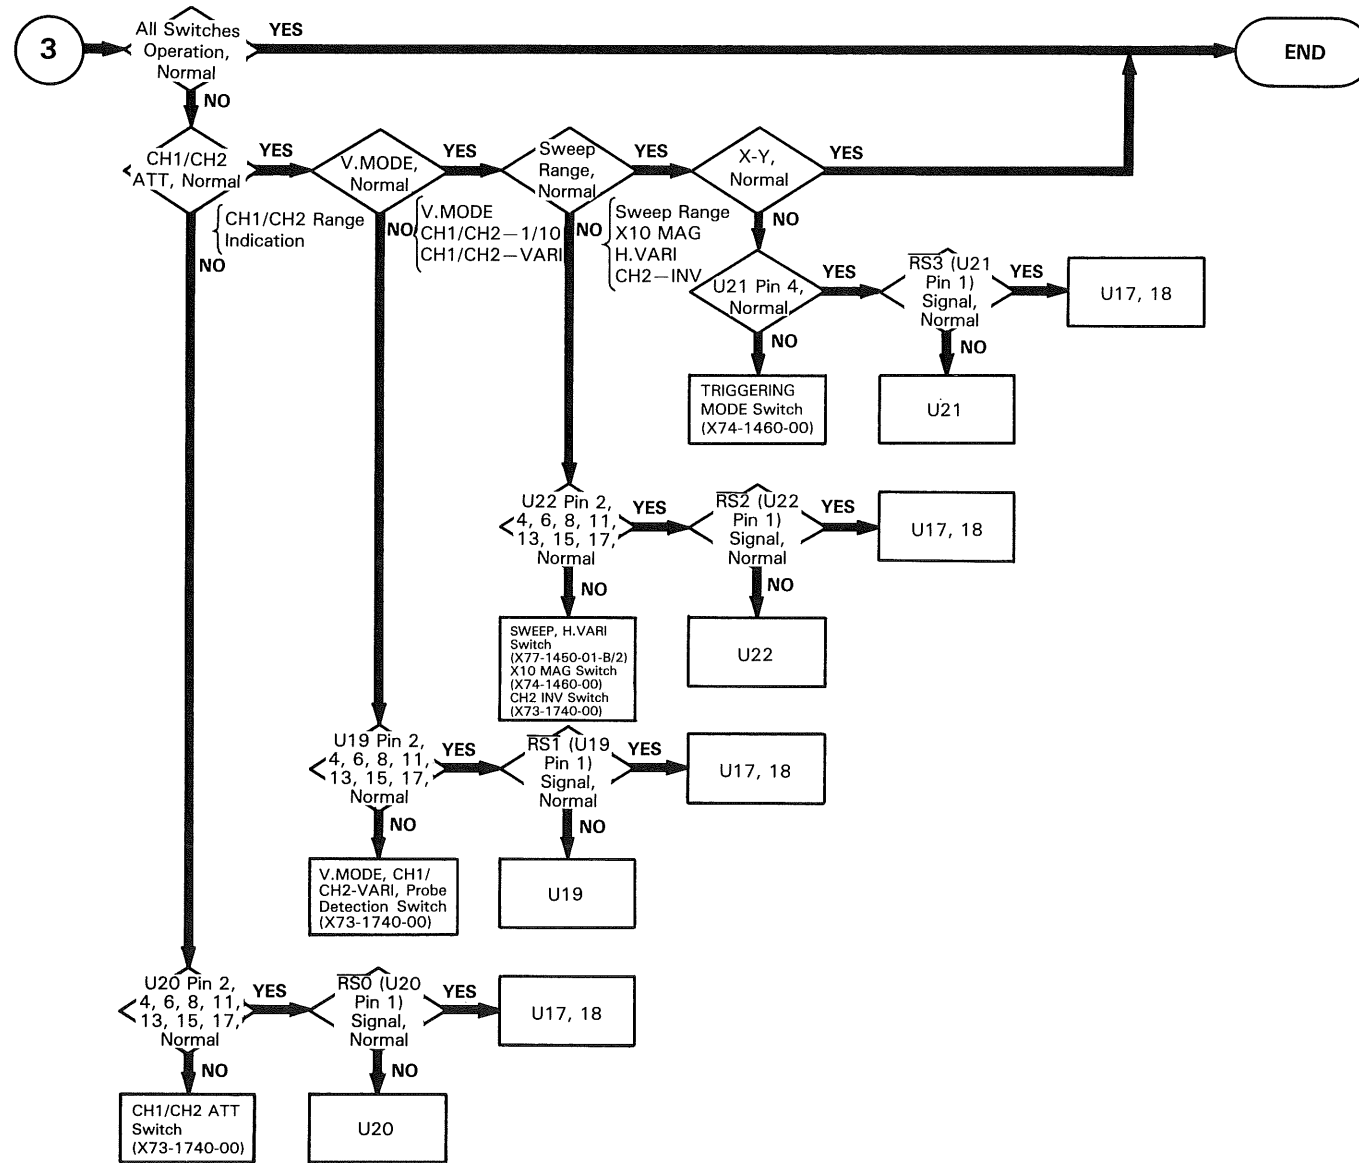 3
All Switches
Operation,
Normal
YES
END
NO
CH1/CH2
ATT, Normal
YES
V.MODE,
Normal
YES
Sweep
Range,
Normal
YES
X-Y,
Normal
YES
CH1/CH2 Range
Indication
NO
NO
V.MODE
CH1/CH2−1/10
CH1/CH2−VARI
NO
Sweep Range
X10 MAG
H.VARI
CH2−INV
NO
U21 Pin 4,
Normal
YES
RS3 (U21
Pin 1)
Signal,
Normal
YES
U17, 18
NO
NO
TRIGGERING
MODE Switch
(X74-1460-00)
U21
U22 Pin 2,
4, 6, 8, 11,
13, 15, 17,
Normal
YES
RS2 (U22
Pin 1)
Signal,
Normal
YES
U17, 18
NO
NO
SWEEP, H.VARI
Switch
(X77-1450-01-B/2)
X10 MAG Switch
(X74-1460-00)
CH2 INV Switch
(X73-1740-00)
U22
U19 Pin 2,
4, 6, 8, 11,
13, 15, 17,
Normal
YES
RS1 (U19
Pin 1)
Signal,
Normal
YES
U17, 18
NO
NO
V.MODE, CH1/
CH2-VARI, Probe
Detection Switch
(X73-1740-00)
U19
U20 Pin 2,
4, 6, 8, 11,
13, 15, 17,
Normal
YES
RS0 (U20
Pin 1)
Signal,
Normal
YES
U17, 18
NO
NO
CH1/CH2 ATT
Switch
(X73-1740-00)
U20